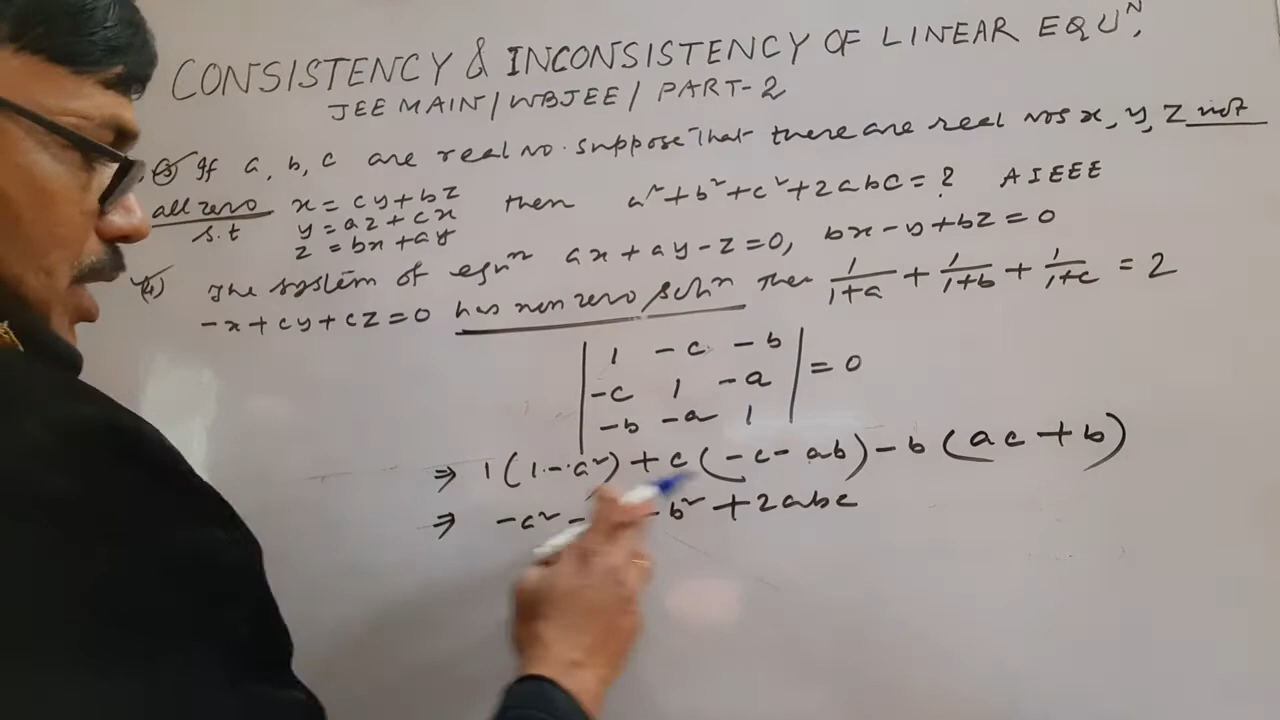 CONSISTENCY & INCONSISTENCY OF LINEAR EQUᴺ.
JEE MAIN/WBJEE/ PART-2
(3) If a, b, c are real no. suppose That there are real nos x, y, z not
all zero s.t x = cy+bz then a²+b²+c²+2abc=? AIEEE
y = az+cx
z = bx+ay
(4) The system of equⁿ ax+ay-z=0, bx-y+bz=0
-x+cy+cz=0 has non zero solⁿ Then 1/1+a + 1/1+b + 1/1+c = 2
| 1 -c -b |
| -c 1 -a | = 0
| -b -a 1 |
⇒ 1(1-a²)+c(-c-ab)-b(ac+b)
⇒ - - -b²+2abc